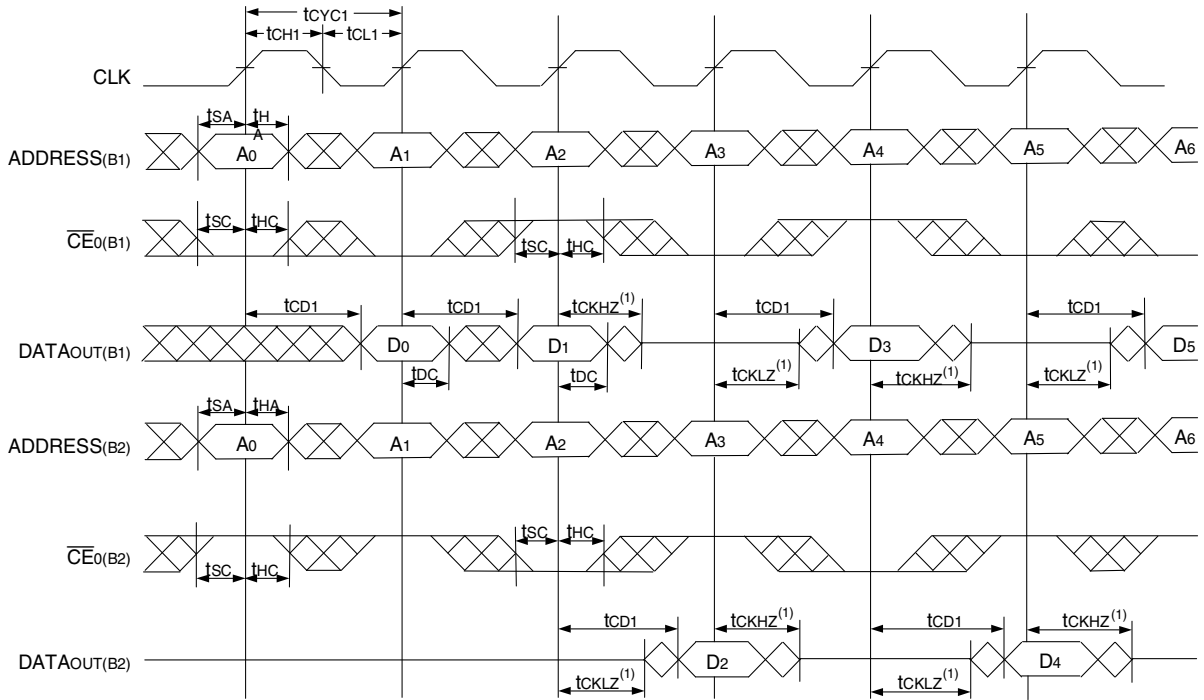 tCYC1
tCH1 tCL1
CLK
tSA tHA
ADDRESS(B1) A0 A1 A2 A3 A4 A5 A6
tSC tHC
CE0(B1) tSC tHC
tCD1 tCD1 tCKHZ(1) tCD1 tCD1
DATAOUT(B1) D0 D1 D3 D5
tDC tDC tCKLZ(1) tCKHZ(1) tCKLZ(1)
tSA tHA
ADDRESS(B2) A0 A1 A2 A3 A4 A5 A6
tSC tHC
CE0(B2)
tSC tHC
tCD1 tCKHZ(1) tCD1 tCKHZ(1)
DATAOUT(B2) D2 D4
tCKLZ(1) tCKLZ(1)